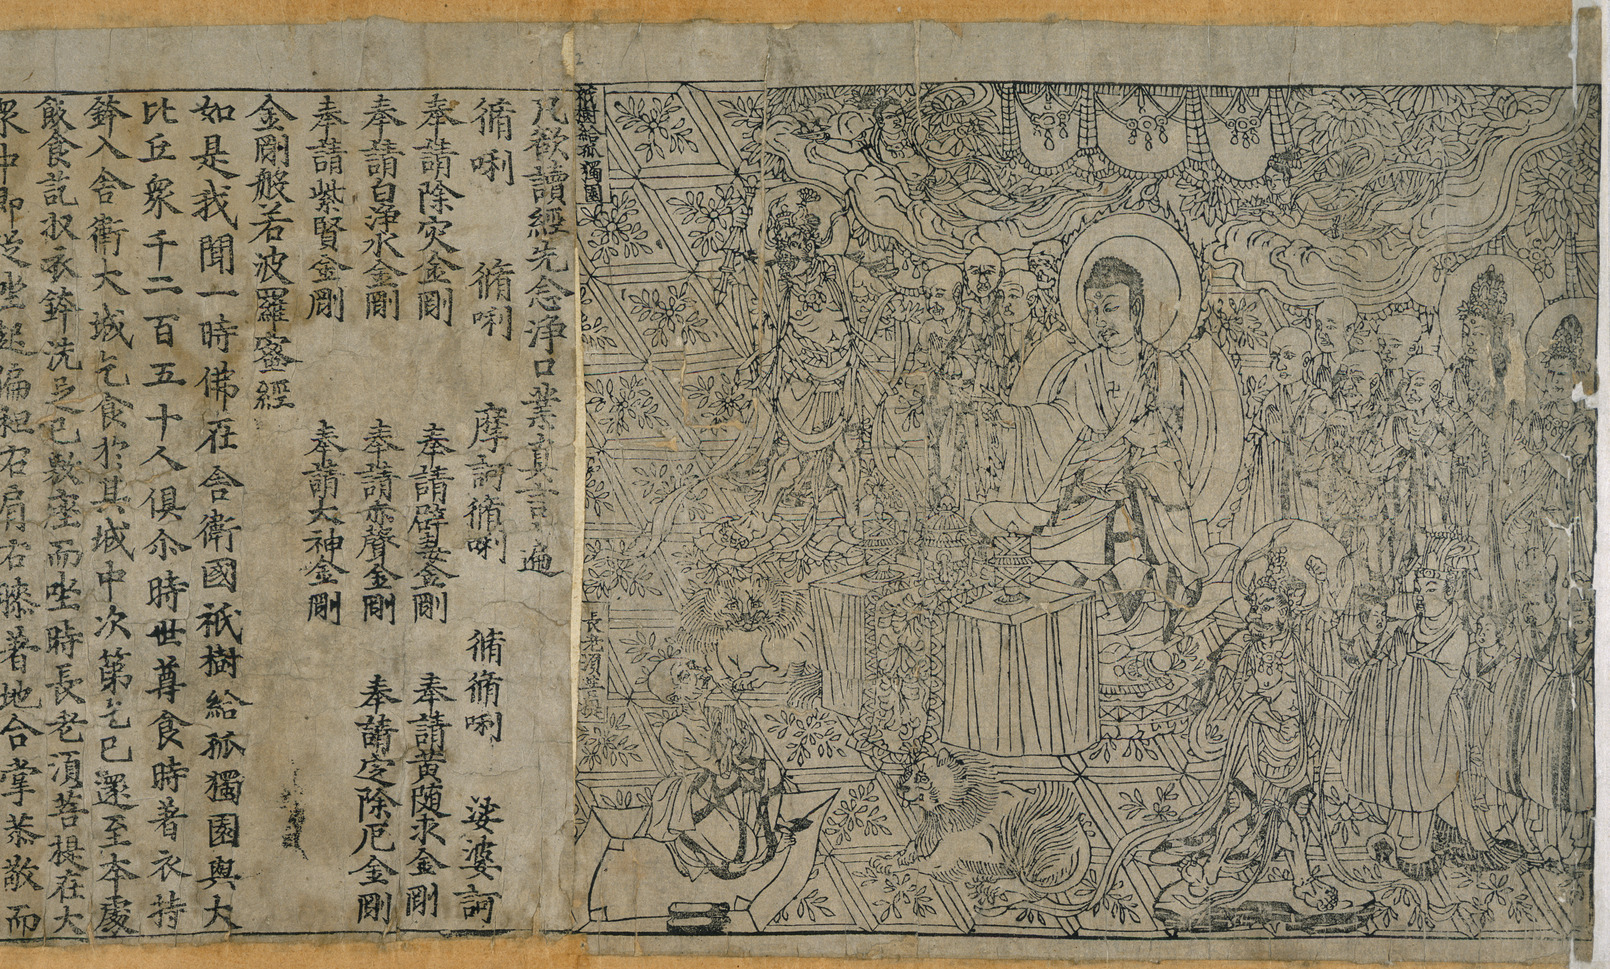 祇樹給孤獨園
長老湏菩提
凡欲讀經先念淨口業真言一遍
脩唎 脩唎 摩訶脩唎 脩脩唎 娑婆訶
奉請除灾金剛 奉請辟毒金剛 奉請黄随求金剛
奉請白淨水金剛 奉請赤聲金剛 奉請定除厄金剛
奉請紫賢金剛 奉請大神金剛
金剛般若波羅蜜經
如是我聞一時佛在舍衛國祇樹給孤獨園與大
比丘衆千二百五十人俱尒時世尊食時著衣持
鉢入舍衛大城乞食於其城中次第乞已還至本處
飯食訖収衣鉢洗足已敷座而坐時長老湏菩提在大
衆中即從坐起偏袒右肩右膝著地合掌恭敬而